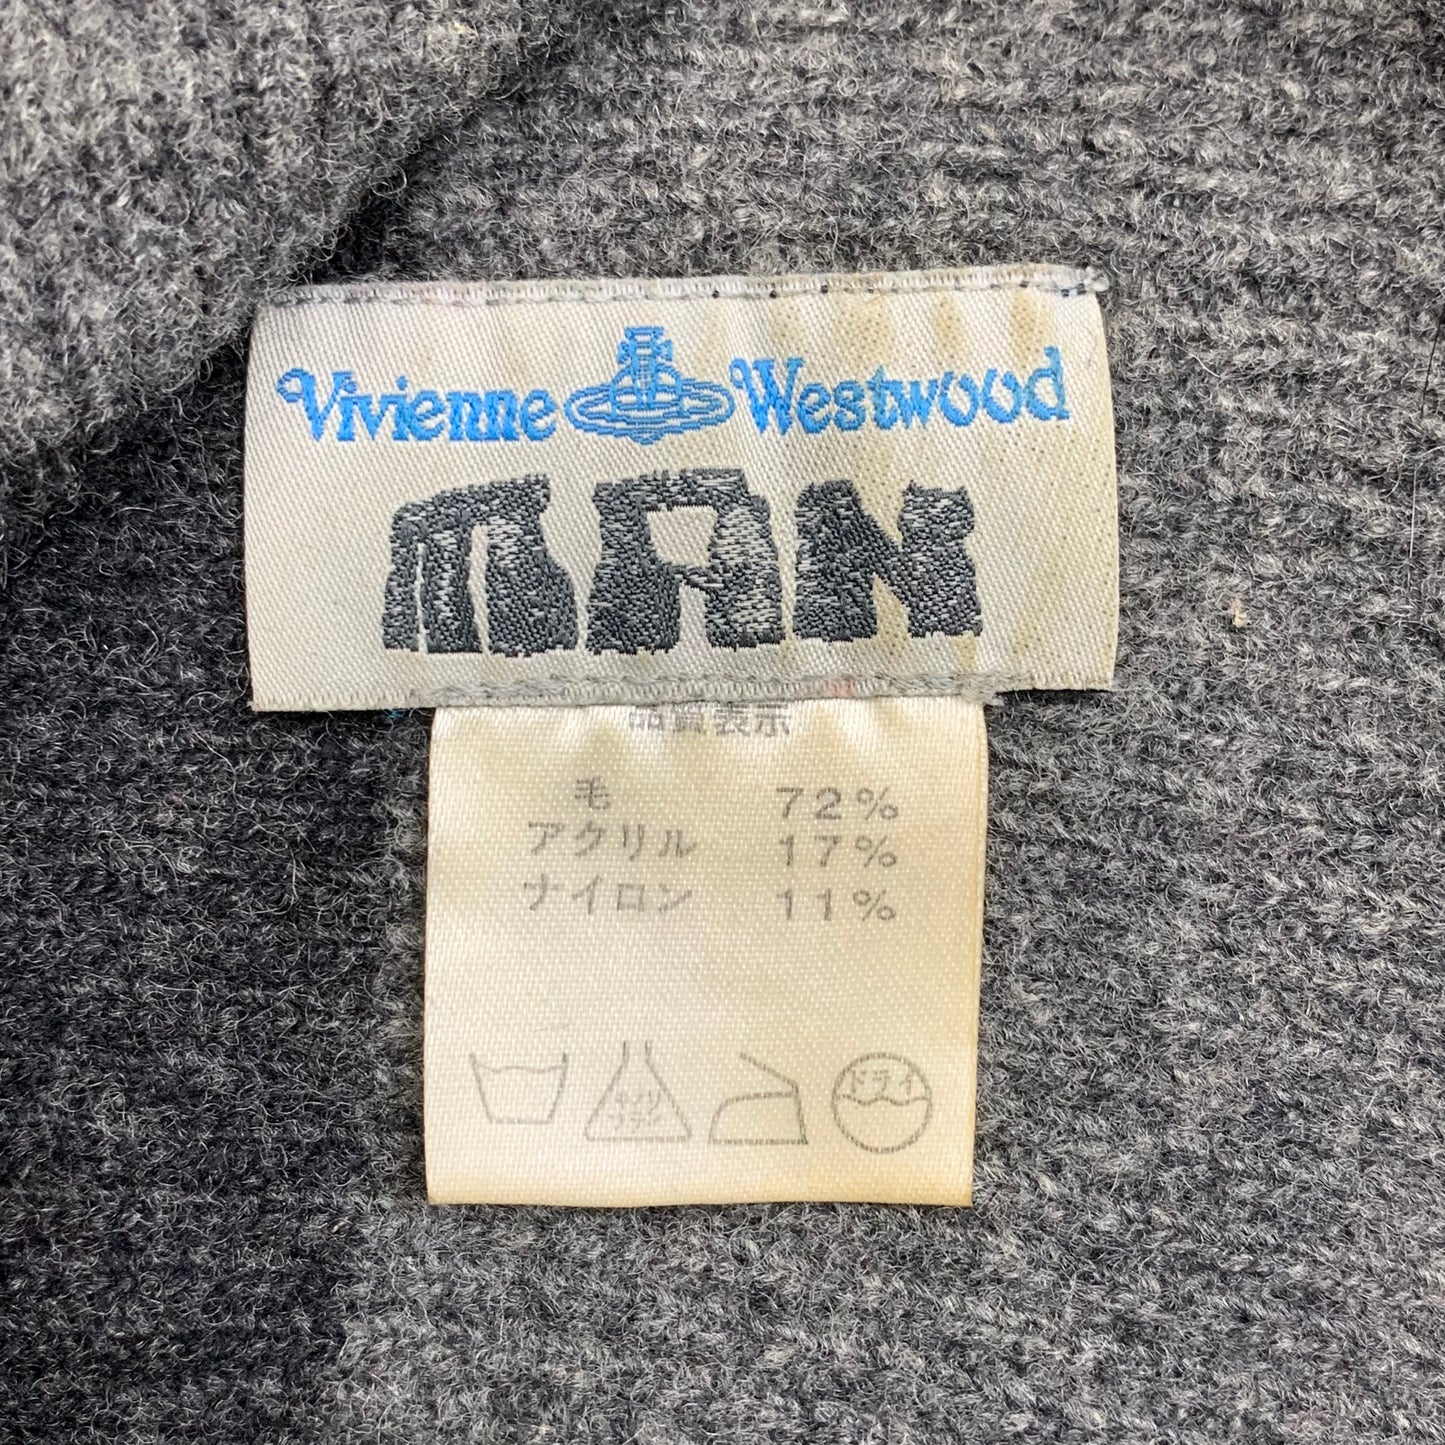 Vivienne Westwood
MAN
品質表示
毛 72%
アクリル 17%
ナイロン 11%
ドライ